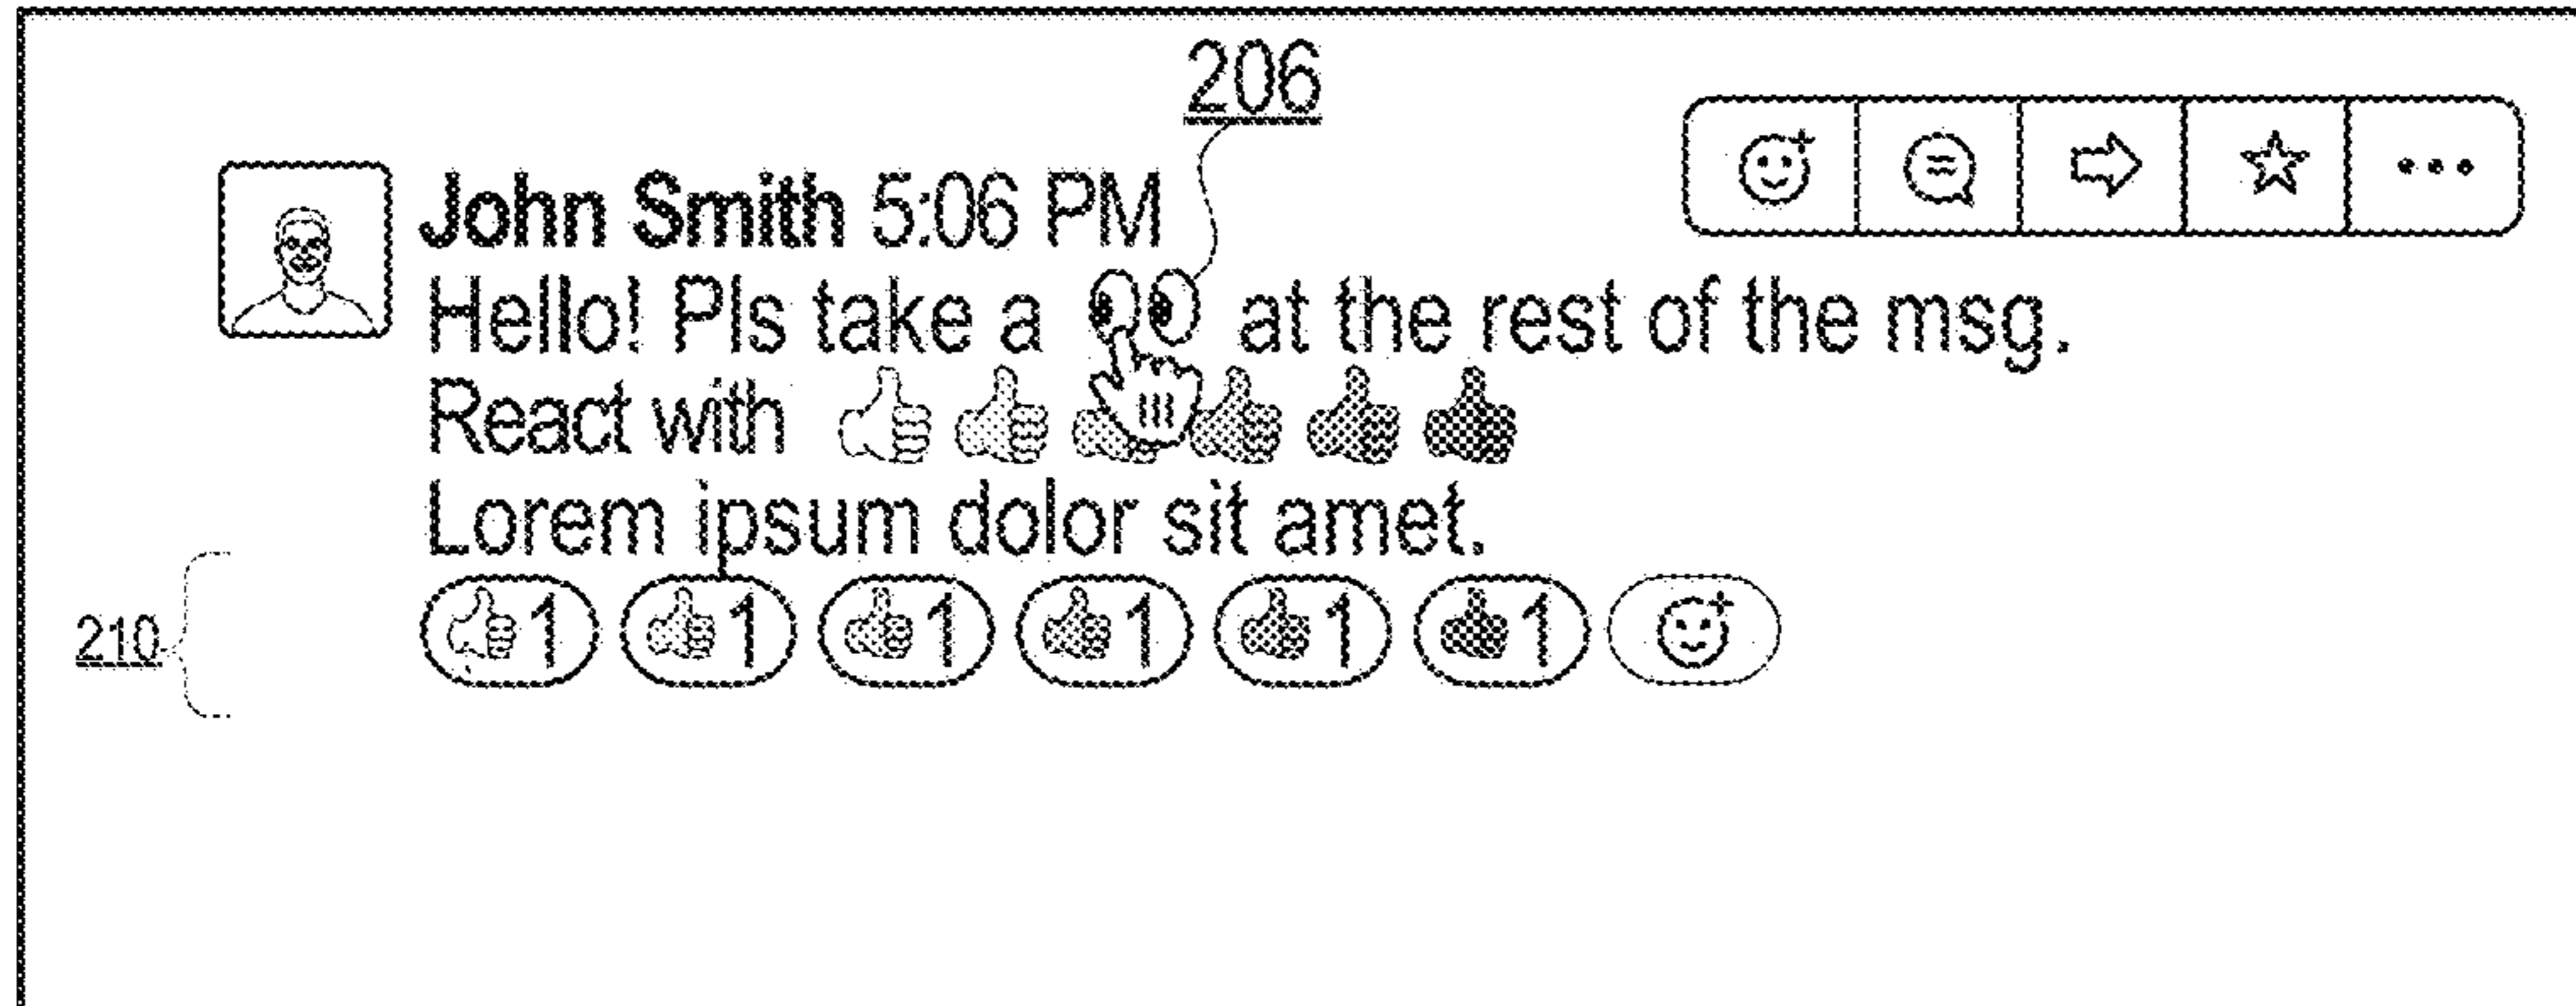 206
John Smith 5:06 PM
Hello! Pls take a 👀 at the rest of the msg.
React with 👍👍🏻👍🏼👍🏽👍🏾👍🏿
Lorem ipsum dolor sit amet.
210
1 1 1 1 1 1